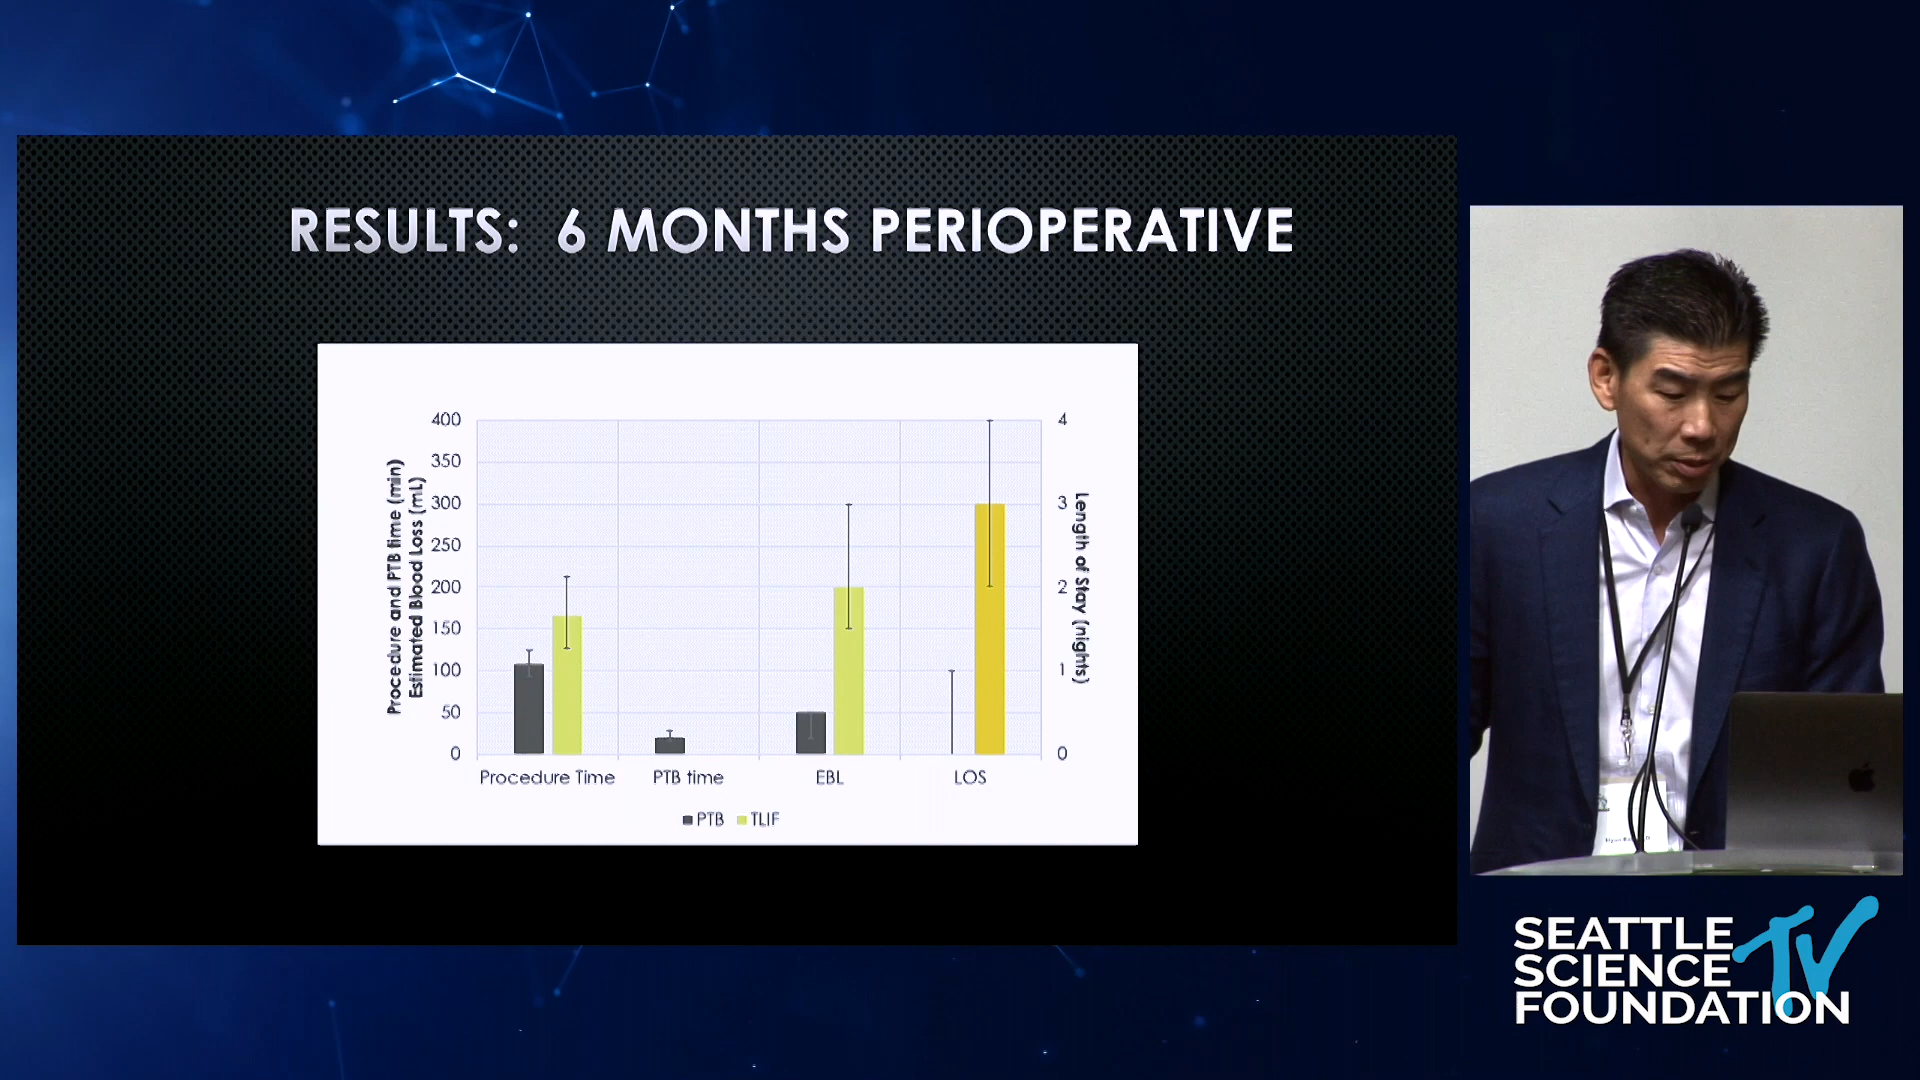 RESULTS: 6 MONTHS PERIOPERATIVE
Procedure and PTB time (min)
Estimated Blood Loss (mL)
400
350
300
250
200
150
100
50
0
4
3
2
1
0
Length of Stay (nights)
Procedure Time
PTB time
EBL
LOS
PTB
TLIF
SEATTLE
SCIENCE
FOUNDATION
TV